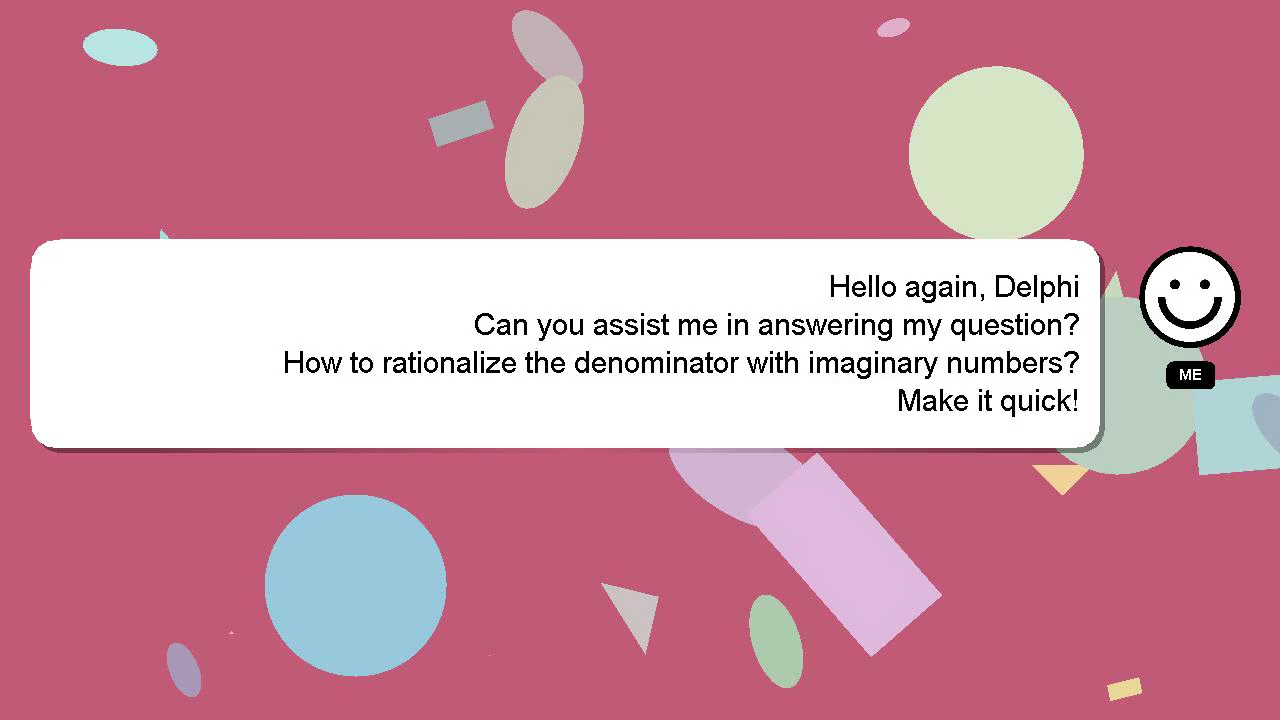 Hello again, Delphi
Can you assist me in answering my question?
How to rationalize the denominator with imaginary numbers?
Make it quick!
ME